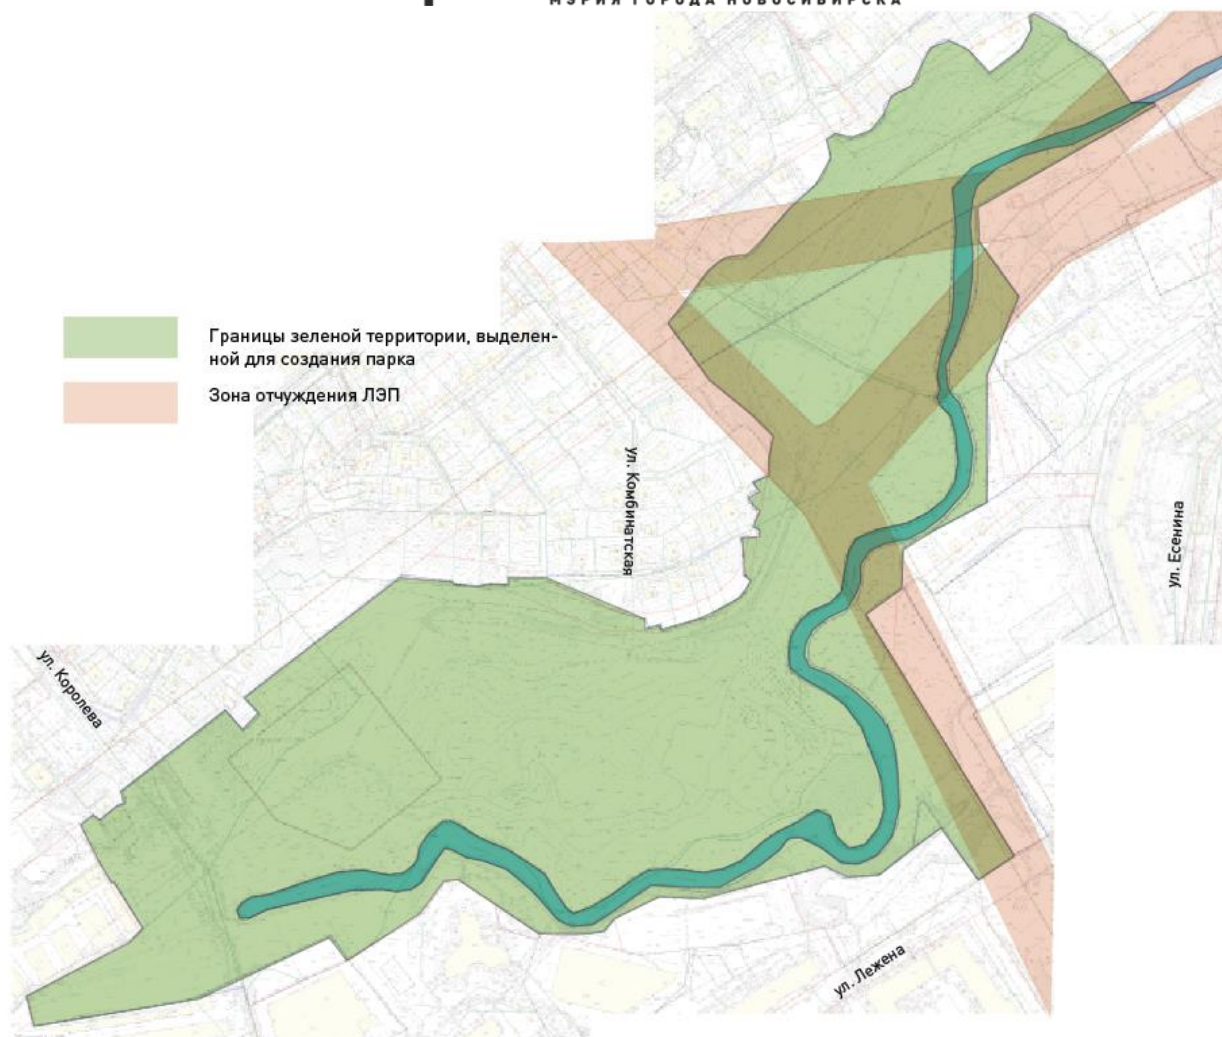 МЭРИЯ ГОРОДА НОВОСИБИРСКА
Границы зеленой территории, выделен-
ной для создания парка
Зона отчуждения ЛЭП
ул. Комбинатская
ул. Есенина
ул. Королева
ул. Лежена